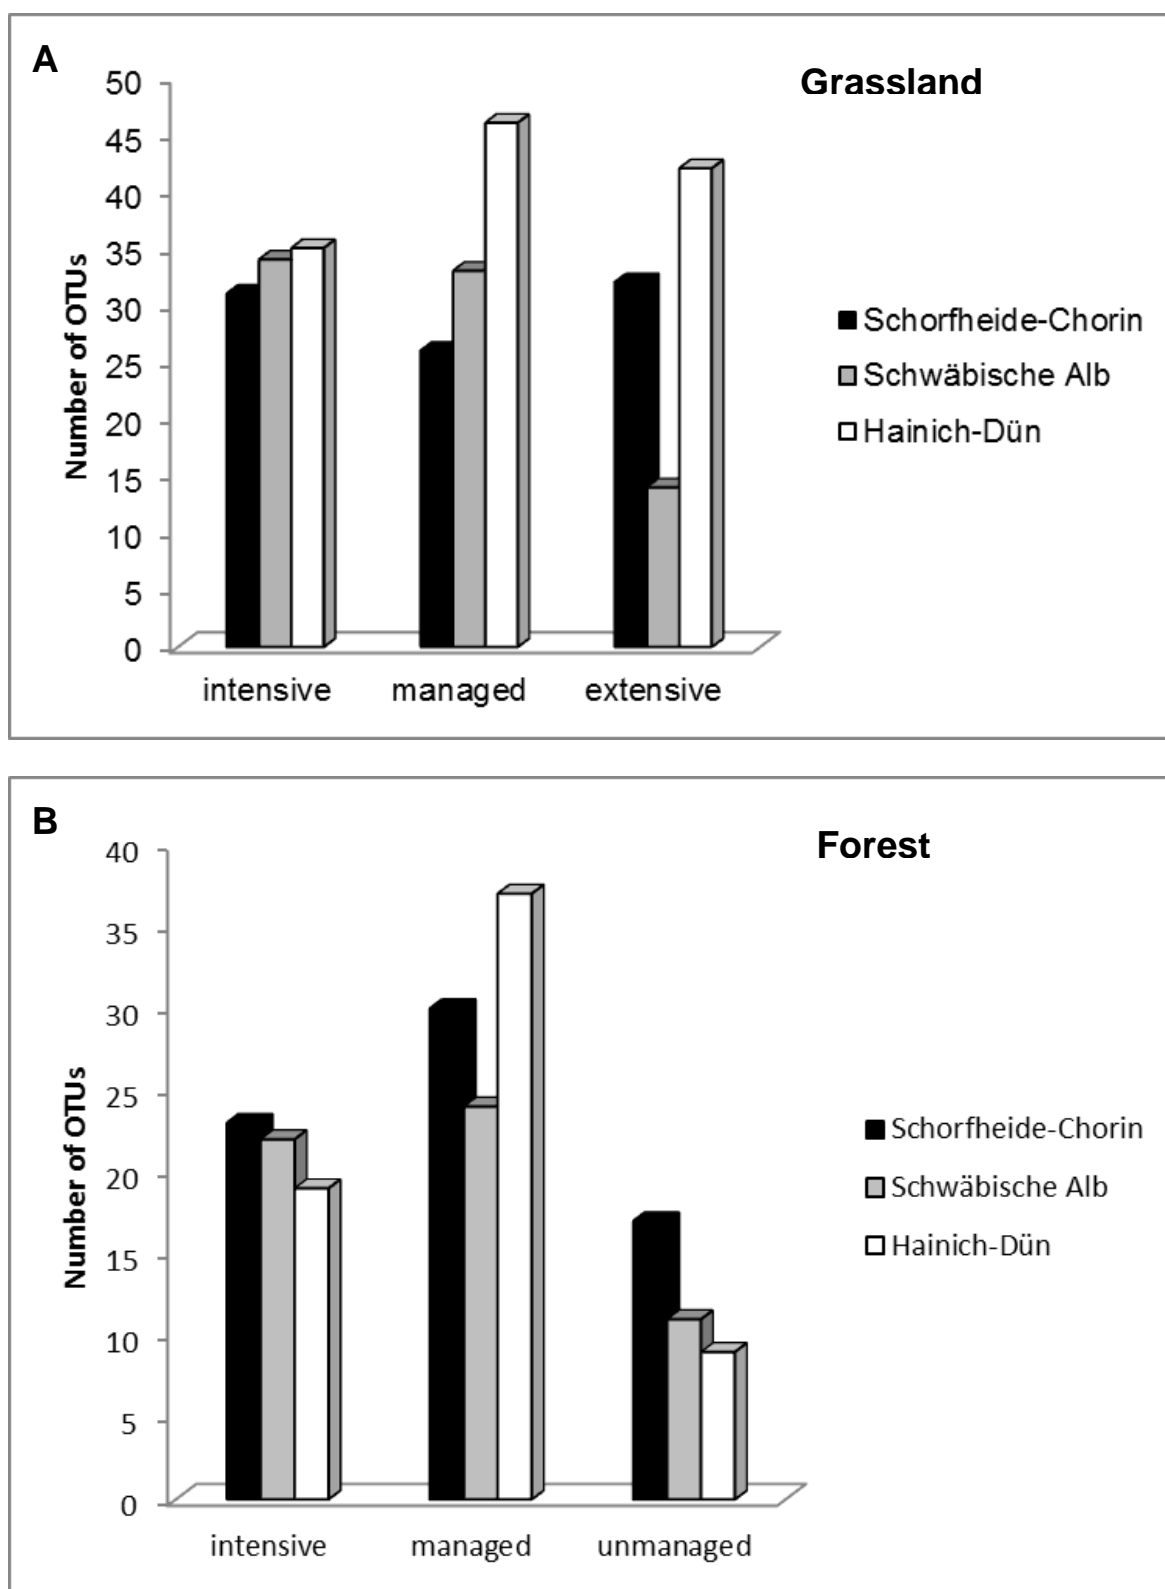 A
Grassland
50
45
40
35
30
25
20
15
10
5
0
Number of OTUs
intensive managed extensive
Schorfheide-Chorin
Schwäbische Alb
Hainich-Dün
B
Forest
40
35
30
25
20
15
10
5
0
Number of OTUs
intensive managed unmanaged
Schorfheide-Chorin
Schwäbische Alb
Hainich-Dün